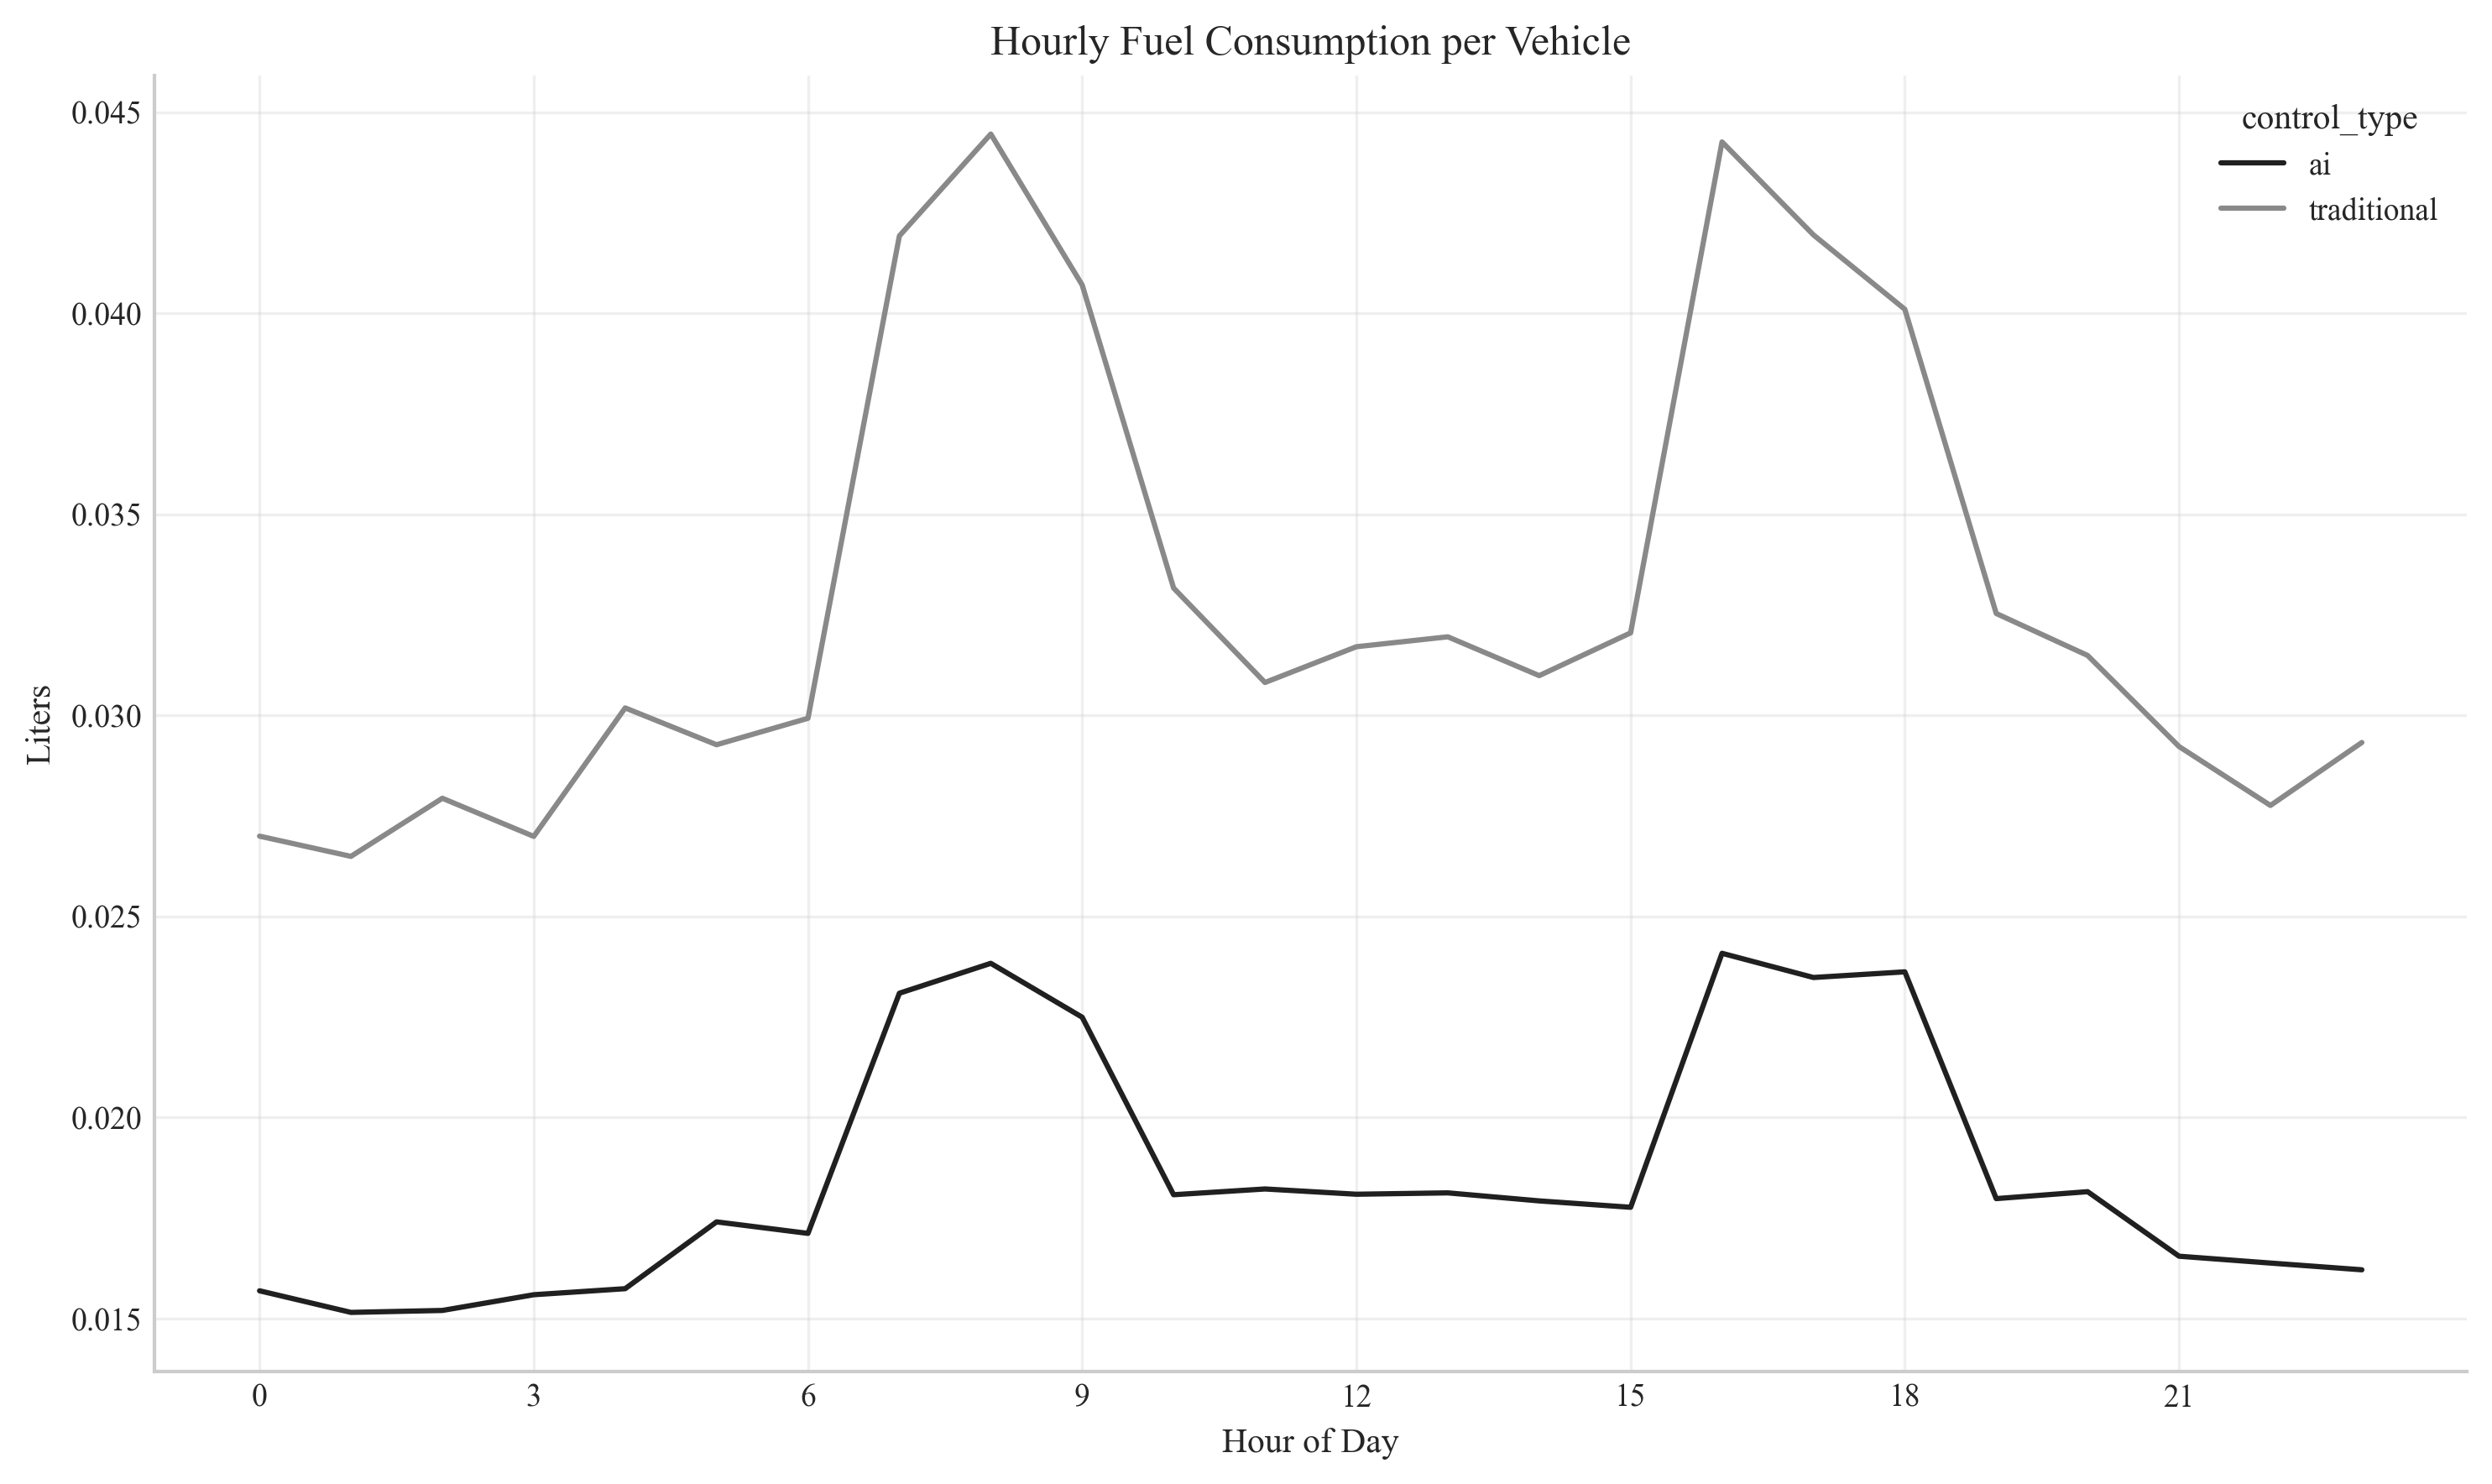 Hourly Fuel Consumption per Vehicle
control_type
ai
traditional
0.045
0.040
0.035
0.030
0.025
0.020
0.015
Liters
0 3 6 9 12 15 18 21
Hour of Day